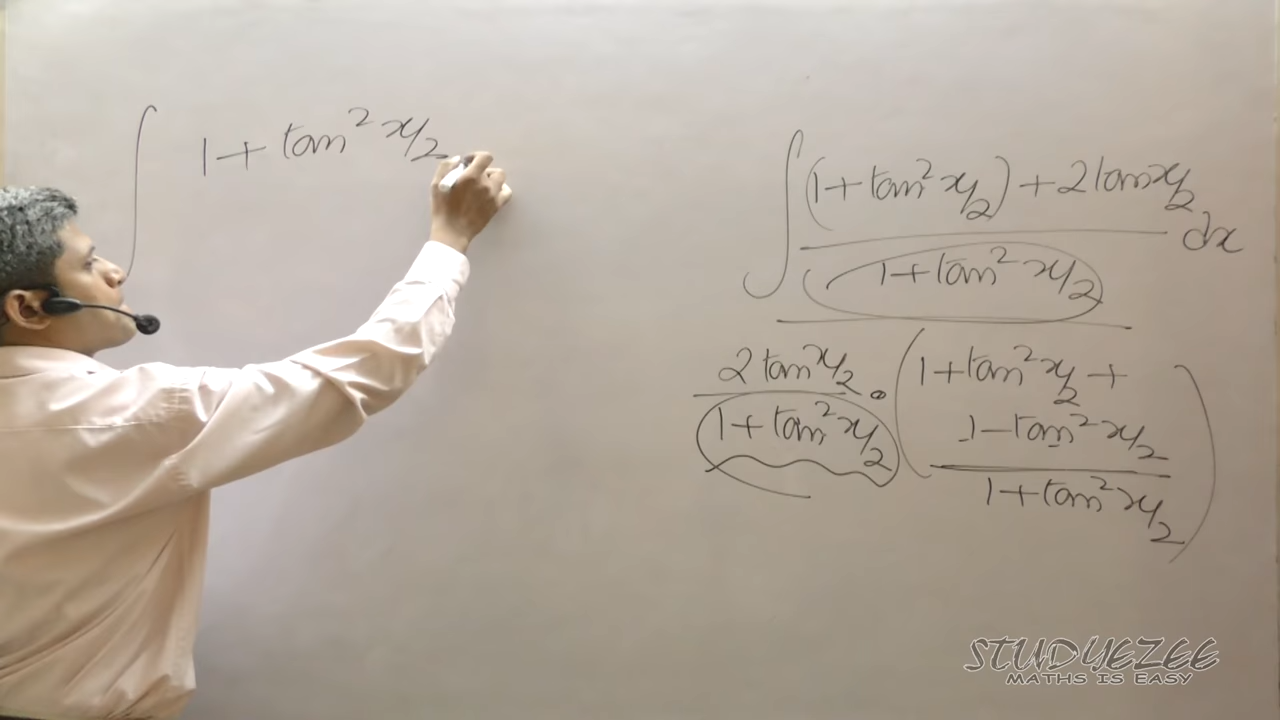 ∫ 1 + tan² x/2
∫ (1 + tan² x/2) + 2 tan x/2 dx
1 + tan² x/2
2 tan x/2 . (1 + tan² x/2 +
1 - tan² x/2
1 + tan² x/2
1 + tan² x/2)
STUDYEZEE
MATHS IS EASY